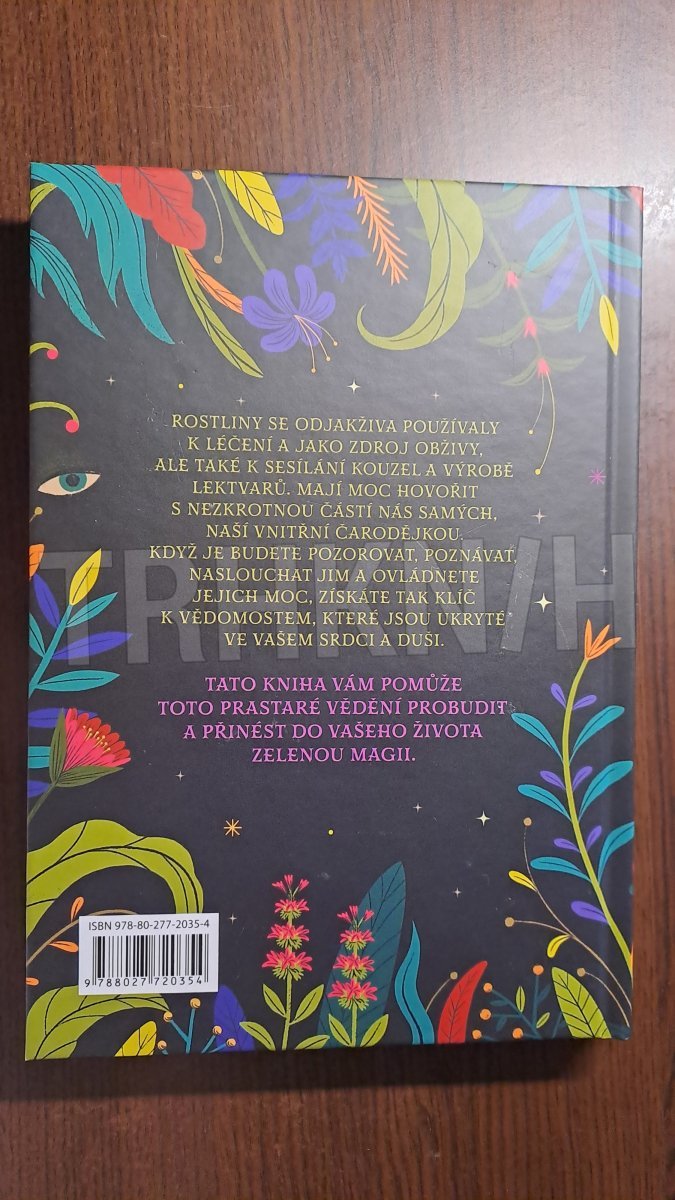 ROSTLINY SE ODJAKŽIVA POUŽÍVALY
K LÉČENÍ A JAKO ZDROJ OBŽIVY,
ALE TAKÉ K SESÍLÁNÍ KOUZEL A VÝROBĚ
LEKTVARŮ. MAJÍ MOC HOVOŘIT
S NEZKROTNOU ČÁSTÍ NÁS SAMÝCH,
NAŠÍ VNITŘNÍ ČARODĚJKOU.
KDYŽ JE BUDETE POZOROVAT, POZNÁVAT,
NASLOUCHAT JIM A OVLÁDNETE
JEJICH MOC, ZÍSKÁTE TAK KLÍČ
K VĚDOMOSTEM, KTERÉ JSOU UKRYTÉ
VE VAŠEM SRDCI A DUŠI.
TATO KNIHA VÁM POMŮŽE
TOTO PRASTARÉ VĚDĚNÍ PROBUDIT
A PŘINÉST DO VAŠEHO ŽIVOTA
ZELENOU MAGII.
ISBN 978-80-277-2035-4
9 788027 720354